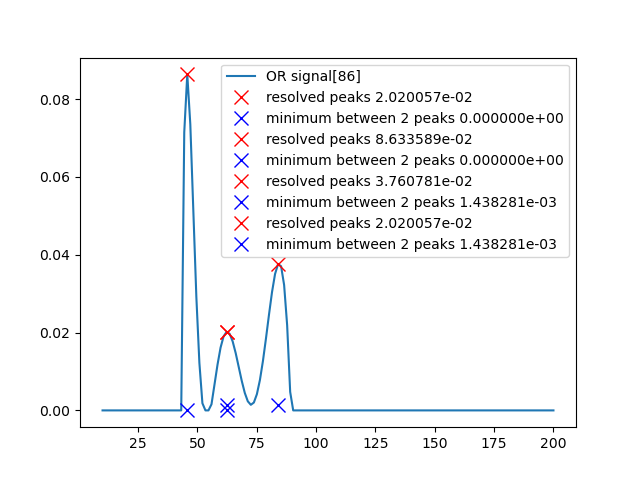 OR signal[86]
resolved peaks 2.020057e-02
minimum between 2 peaks 0.000000e+00
resolved peaks 8.633589e-02
minimum between 2 peaks 0.000000e+00
resolved peaks 3.760781e-02
minimum between 2 peaks 1.438281e-03
resolved peaks 2.020057e-02
minimum between 2 peaks 1.438281e-03
0.08
0.06
0.04
0.02
0.00
25 50 75 100 125 150 175 200